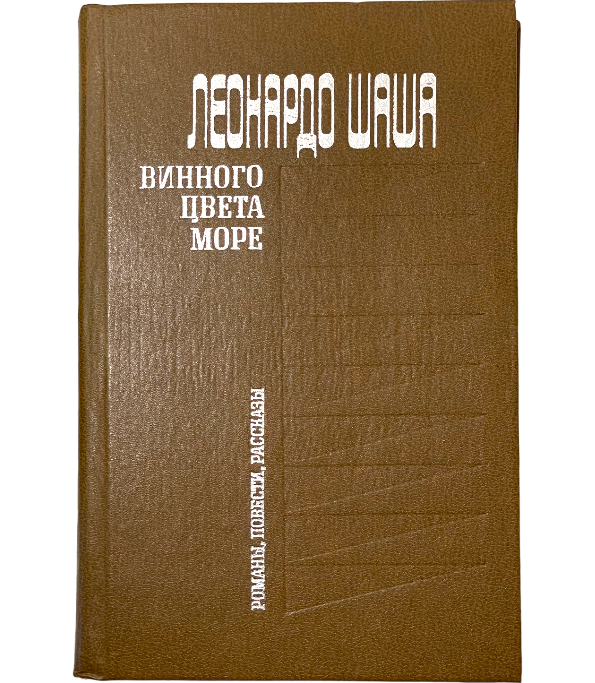 ЛЕОНАРДО ШАША
ВИННОГО
ЦВЕТА
МОРЕ
РОМАНЫ, ПОВЕСТИ, РАССКАЗЫ